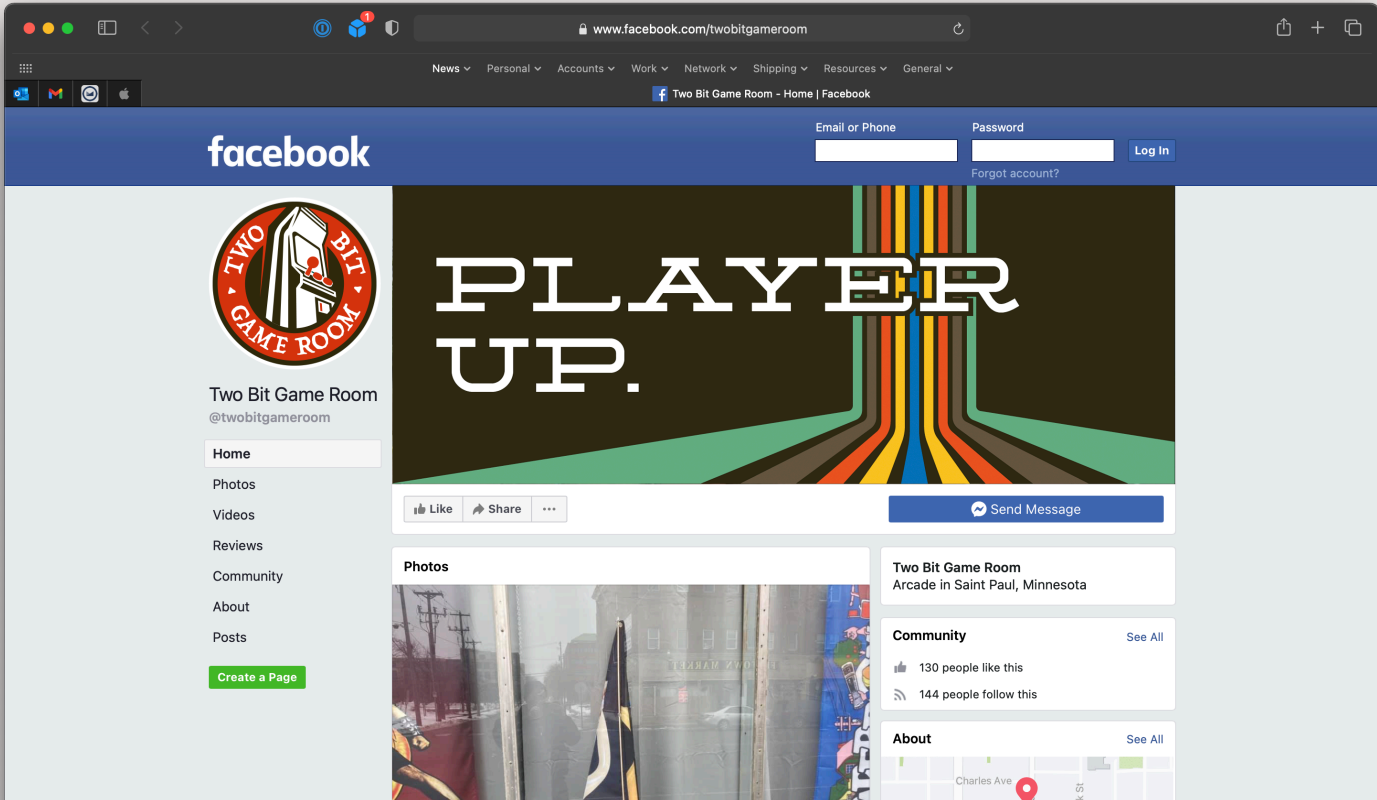 1
www.facebook.com/twobitgameroom
News Personal Accounts Work Network Shipping Resources General
Two Bit Game Room - Home | Facebook
facebook
Email or Phone
Password
Log In
Forgot account?
TWO BIT
GAME ROOM
PLAYER
UP.
Two Bit Game Room
@twobitgameroom
Home
Photos
Videos
Reviews
Community
About
Posts
Create a Page
Like
Share
Send Message
Photos
TOWN MARKET
Two Bit Game Room
Arcade in Saint Paul, Minnesota
Community
See All
130 people like this
144 people follow this
About
See All
Charles Ave